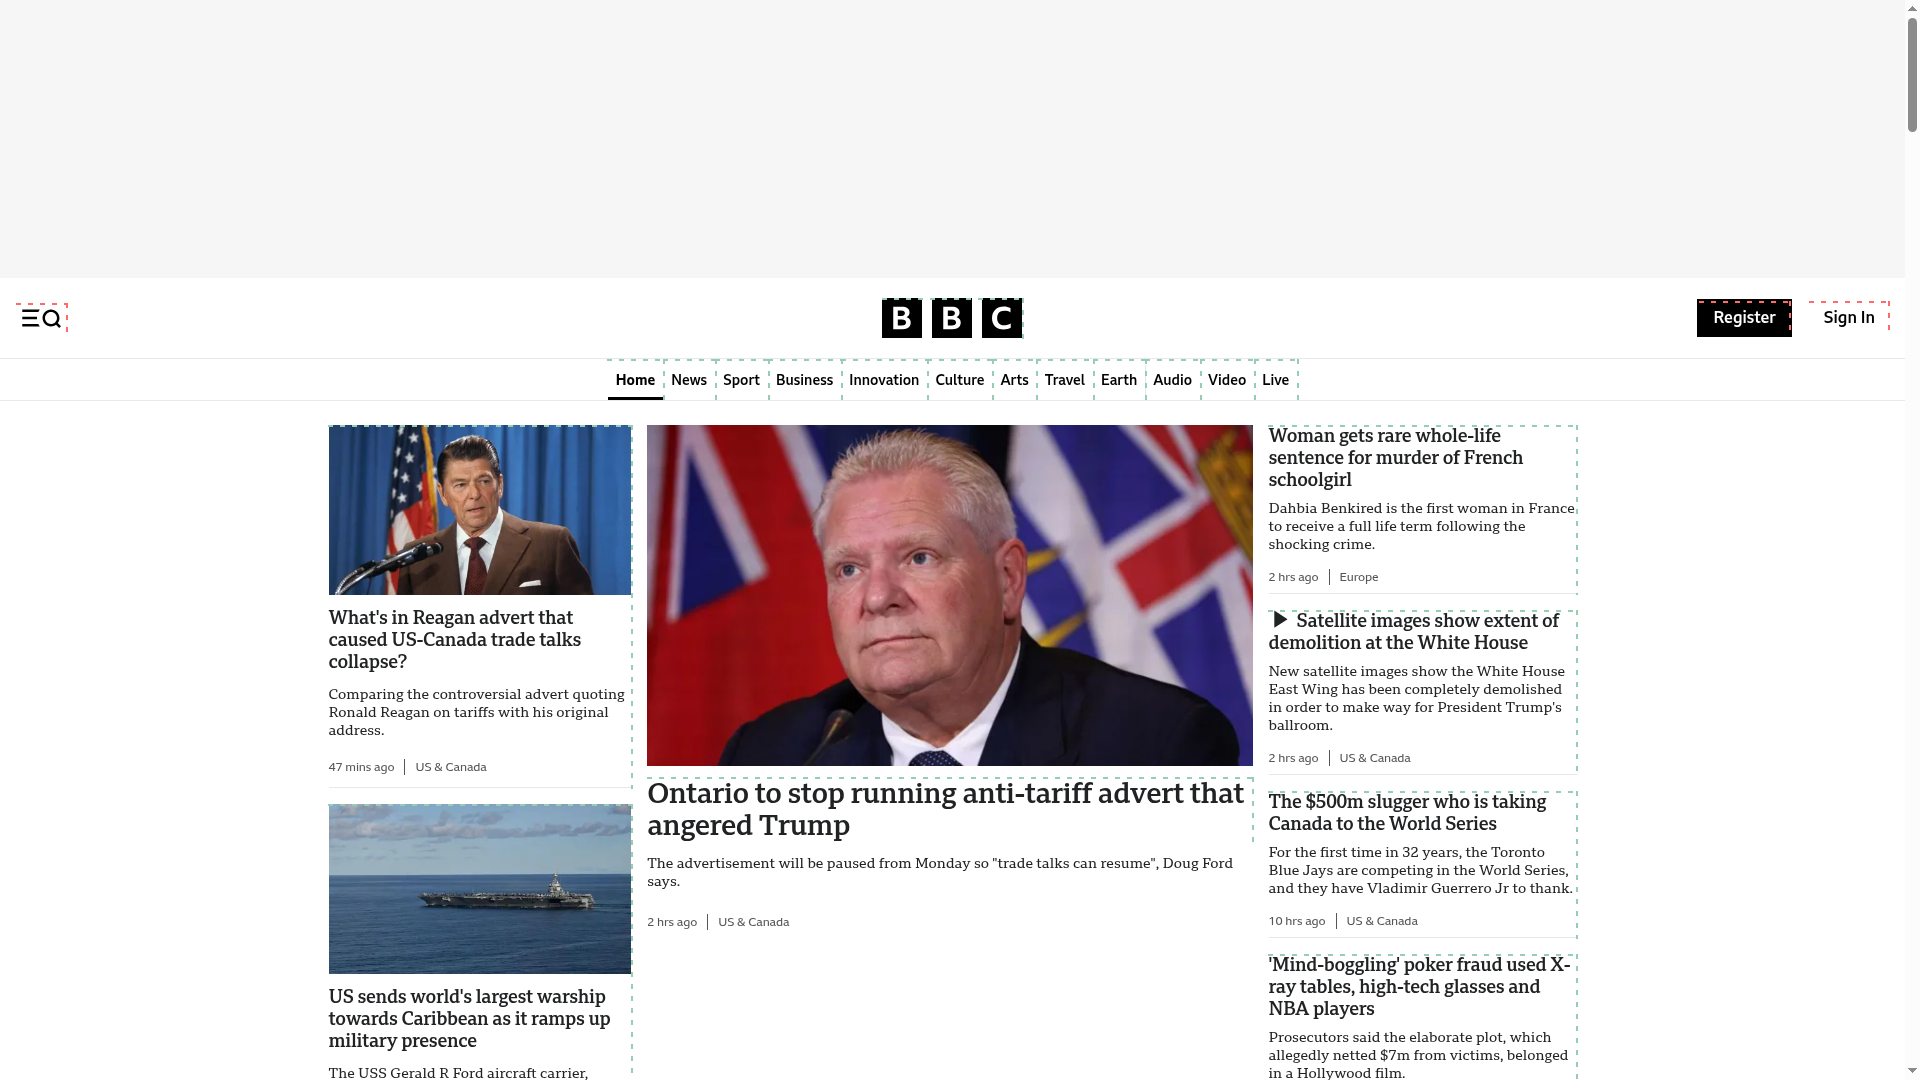 BBC
Register
Sign In
Home
News
Sport
Business
Innovation
Culture
Arts
Travel
Earth
Audio
Video
Live
What's in Reagan advert that
caused US-Canada trade talks
collapse?
Comparing the controversial advert quoting
Ronald Reagan on tariffs with his original
address.
47 mins ago
US & Canada
US sends world's largest warship
towards Caribbean as it ramps up
military presence
The USS Gerald R Ford aircraft carrier,
Ontario to stop running anti-tariff advert that
angered Trump
The advertisement will be paused from Monday so "trade talks can resume", Doug Ford
says.
2 hrs ago
US & Canada
Woman gets rare whole-life
sentence for murder of French
schoolgirl
Dahbia Benkired is the first woman in France
to receive a full life term following the
shocking crime.
2 hrs ago
Europe
Satellite images show extent of
demolition at the White House
New satellite images show the White House
East Wing has been completely demolished
in order to make way for President Trump's
ballroom.
2 hrs ago
US & Canada
The $500m slugger who is taking
Canada to the World Series
For the first time in 32 years, the Toronto
Blue Jays are competing in the World Series,
and they have Vladimir Guerrero Jr to thank.
10 hrs ago
US & Canada
'Mind-boggling' poker fraud used X-
ray tables, high-tech glasses and
NBA players
Prosecutors said the elaborate plot, which
allegedly netted $7m from victims, belonged
in a Hollywood film.